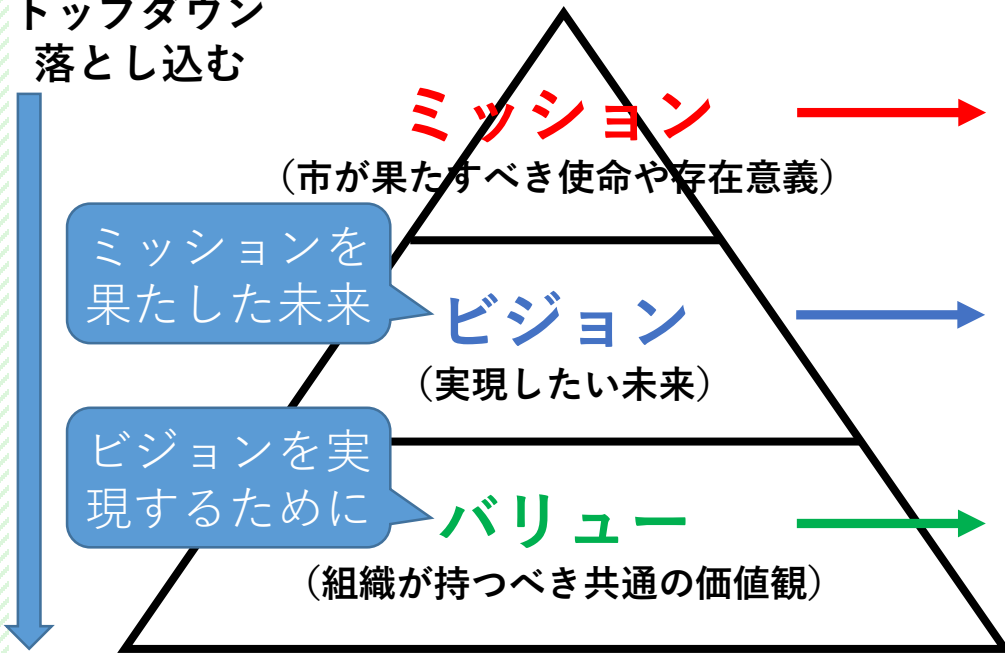 トップダウン
落とし込む
ミッション
（市が果たすべき使命や存在意義）
ミッションを
果たした未来
ビジョン
（実現したい未来）
ビジョンを実
現するために
バリュー
（組織が持つべき共通の価値観）